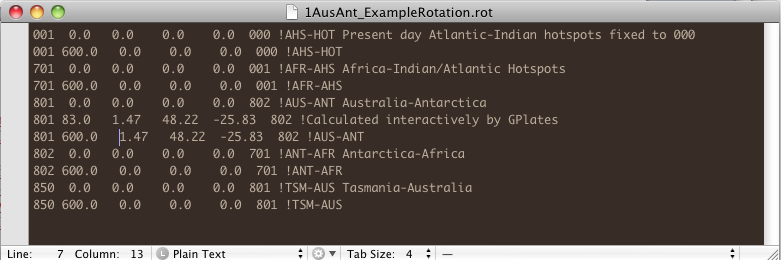 1AusAnt_ExampleRotation.rot
001  0.0    0.0    0.0    0.0  000 !AHS-HOT Present day Atlantic-Indian hotspots fixed to 000
001 600.0   0.0    0.0    0.0  000 !AHS-HOT
701  0.0    0.0    0.0    0.0  001 !AFR-AHS Africa-Indian/Atlantic Hotspots
701 600.0   0.0    0.0    0.0  001 !AFR-AHS
801  0.0    0.0    0.0    0.0  802 !AUS-ANT Australia-Antarctica
801 83.0   1.47   48.22  -25.83  802 !Calculated interactively by GPlates
801 600.0   1.47   48.22  -25.83  802 !AUS-ANT
802  0.0    0.0    0.0    0.0  701 !ANT-AFR Antarctica-Africa
802 600.0   0.0    0.0    0.0  701 !ANT-AFR
850  0.0    0.0    0.0    0.0  801 !TSM-AUS Tasmania-Australia
850 600.0   0.0    0.0    0.0  801 !TSM-AUS
Line: 7 Column: 13 L Plain Text Tab Size: 4 —